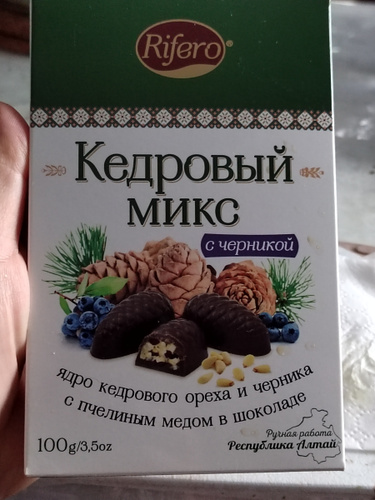 Rifero®
Кедровый
микс
с черникой
ядро кедрового ореха и черника
с пчелиным медом в шоколаде
100g/3,5oz
Ручная работа
Республика Алтай